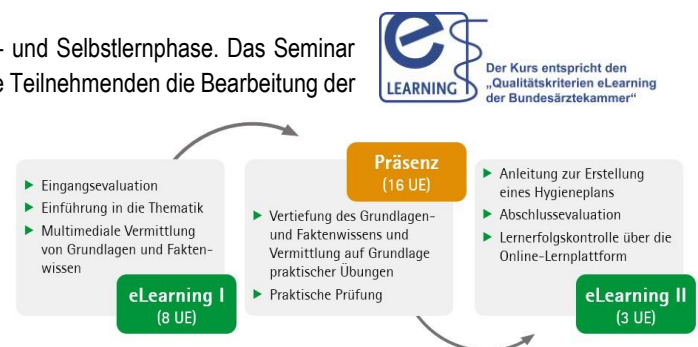 - und Selbstlernphase. Das Seminar
e Teilnehmenden die Bearbeitung der
e
LEARNING
Der Kurs entspricht den
„Qualitätskriterien eLearning
der Bundesärztekammer“
▶ Eingangsevaluation
▶ Einführung in die Thematik
▶ Multimediale Vermittlung
von Grundlagen und Fakten-
wissen
eLearning I
(8 UE)
Präsenz
(16 UE)
▶ Vertiefung des Grundlagen-
und Faktenwissens und
Vermittlung auf Grundlage
praktischer Übungen
▶ Praktische Prüfung
▶ Anleitung zur Erstellung
eines Hygieneplans
▶ Abschlussevaluation
▶ Lernerfolgskontrolle über die
Online-Lernplattform
eLearning II
(3 UE)